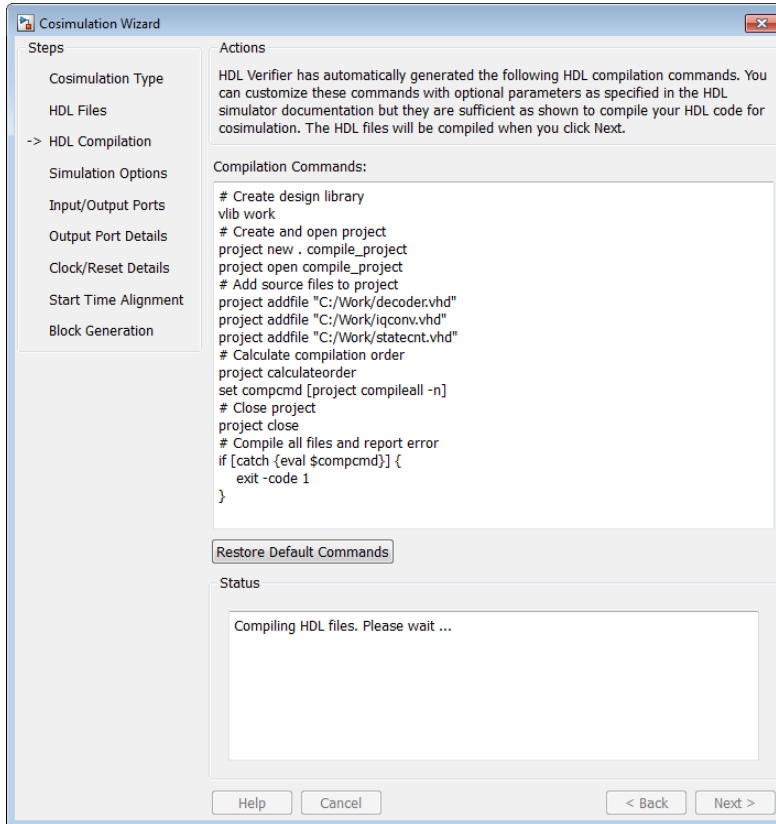 Cosimulation Wizard
Steps
Cosimulation Type
HDL Files
-> HDL Compilation
Simulation Options
Input/Output Ports
Output Port Details
Clock/Reset Details
Start Time Alignment
Block Generation
Actions
HDL Verifier has automatically generated the following HDL compilation commands. You
can customize these commands with optional parameters as specified in the HDL
simulator documentation but they are sufficient as shown to compile your HDL code for
cosimulation. The HDL files will be compiled when you click Next.
Compilation Commands:
# Create design library
vlib work
# Create and open project
project new . compile_project
project open compile_project
# Add source files to project
project addfile "C:/Work/decoder.vhd"
project addfile "C:/Work/iqconv.vhd"
project addfile "C:/Work/statecnt.vhd"
# Calculate compilation order
project calculateorder
set compcmd [project compileall -n]
# Close project
project close
# Compile all files and report error
if [catch {eval $compcmd}] {
exit -code 1
}
Restore Default Commands
Status
Compiling HDL files. Please wait ...
Help Cancel < Back Next >